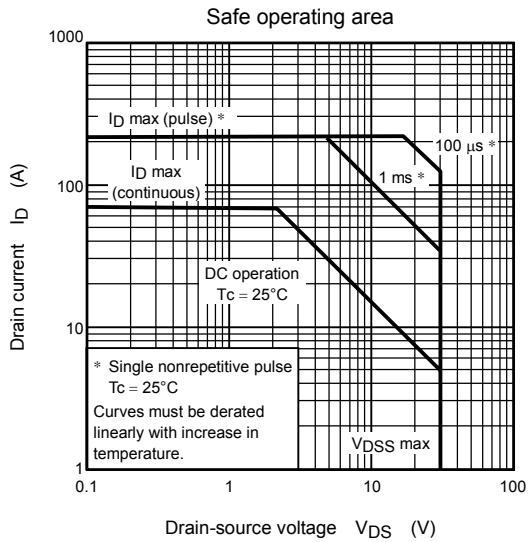 Safe operating area
1000
ID max (pulse) *
100 μs *
ID max
(continuous)
1 ms *
100
Drain current ID (A)
DC operation
Tc = 25°C
10
* Single nonrepetitive pulse
Tc = 25°C
Curves must be derated
linearly with increase in
temperature.
VDSS max
1
0.1
1
10
100
Drain-source voltage VDS (V)